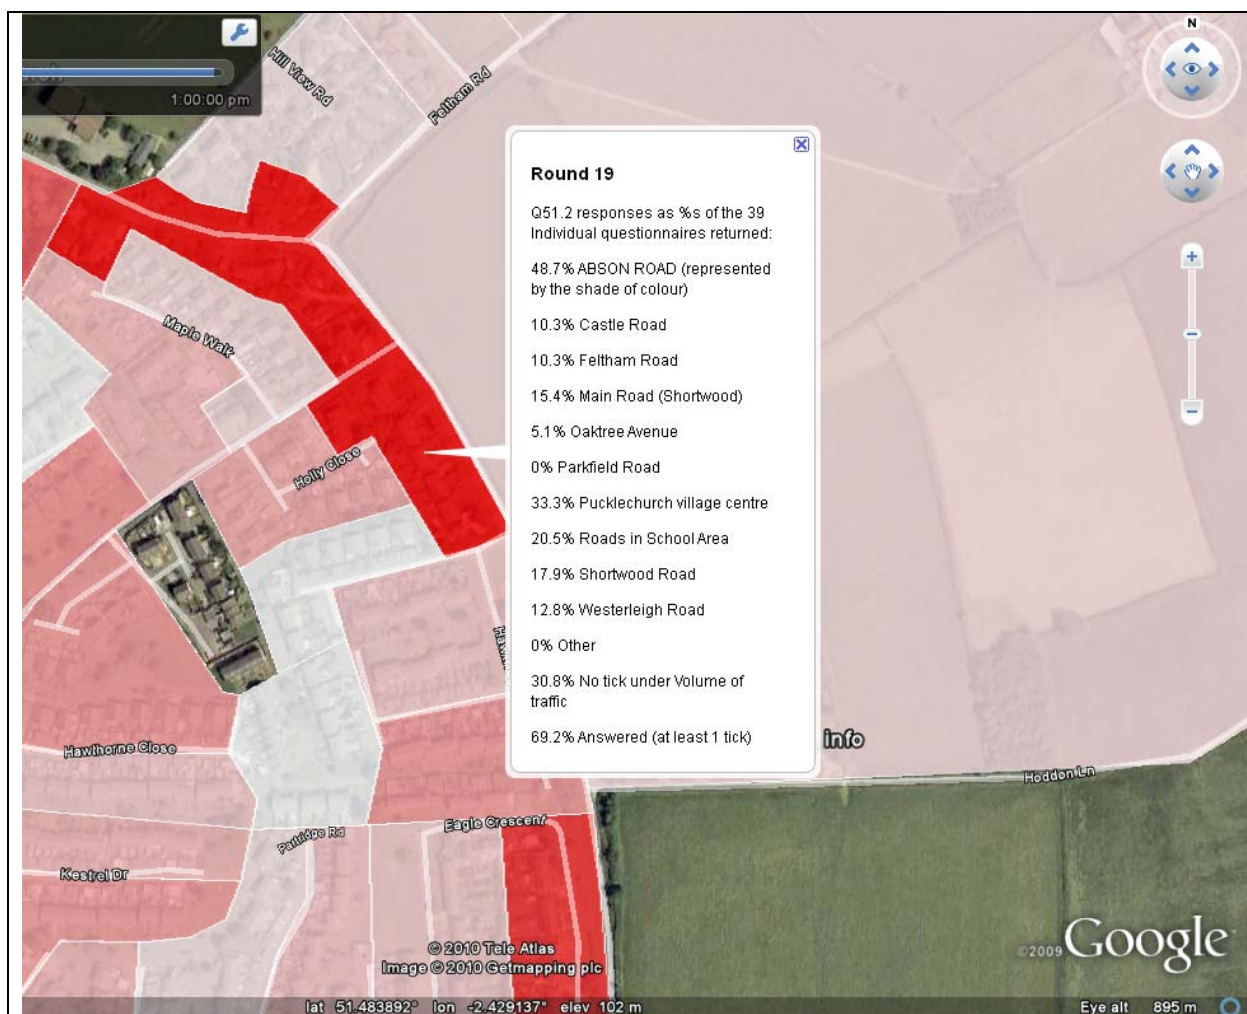 1:00:00 pm
Hill View Rd
Feltham Rd
N
Round 19
Q51.2 responses as %s of the 39
Individual questionnaires returned:
48.7% ABSON ROAD (represented
by the shade of colour)
10.3% Castle Road
10.3% Feltham Road
15.4% Main Road (Shortwood)
5.1% Oaktree Avenue
0% Parkfield Road
33.3% Pucklechurch village centre
20.5% Roads in School Area
17.9% Shortwood Road
12.8% Westerleigh Road
0% Other
30.8% No tick under Volume of
traffic
69.2% Answered (at least 1 tick)
Maple Walk
Holly Close
info
Hawthorne Close
Hoddon Ln
Eagle Crescent
Partridge Rd
Kestrel Dr
© 2010 Tele Atlas
Image © 2010 Getmapping plc
©2009 Google
lat 51.483892° lon -2.429137° elev 102 m
Eye alt 895 m